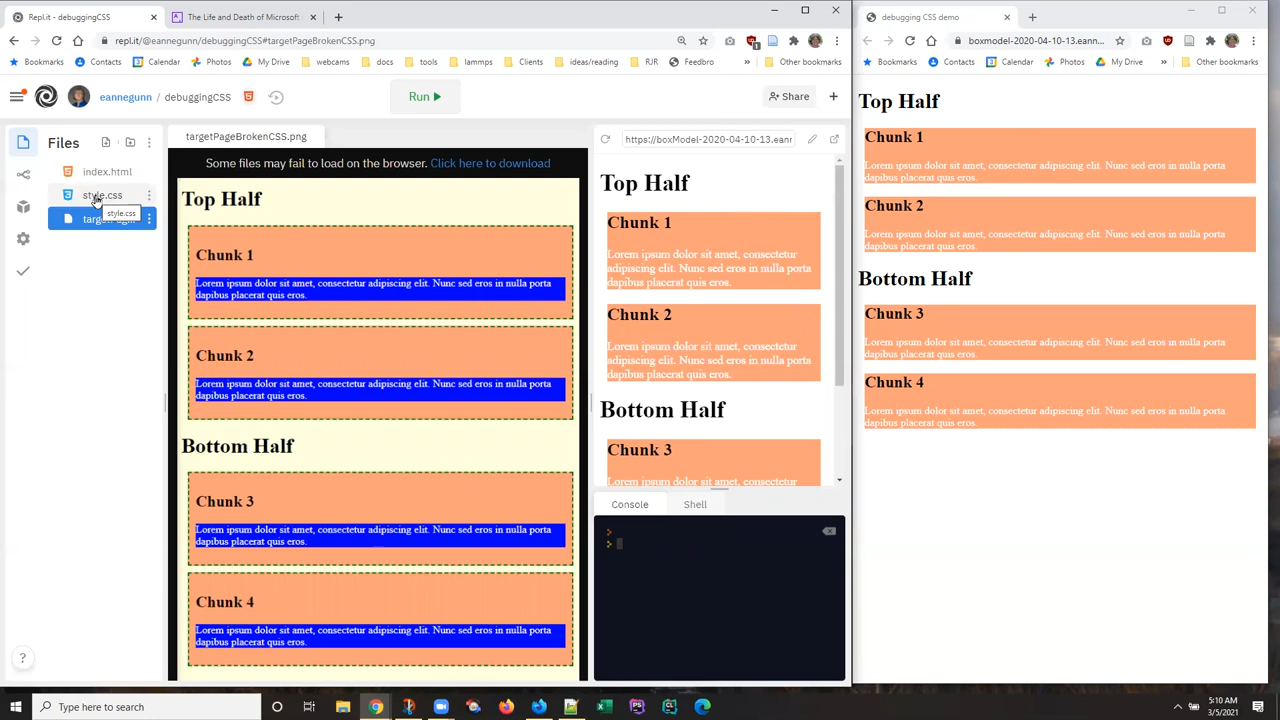 Repl.it - debuggingCSS
The Life and Death of Microsoft
repl.it/@eannegunn/debuggingCSS#targetPageBrokenCSS.png
Bookmarks
Contacts
Calendar
Photos
My Drive
webcams
docs
tools
lammps
Clients
ideas/reading
RJR
Feedbro
»
Other bookmarks
eannegunn / debuggingCSS
Run
Share
Files
index.html
style.css
style.css
targetPageBrokenCSS.png
Some files may fail to load on the browser. Click here to download
Top Half
Chunk 1
Lorem ipsum dolor sit amet, consectetur adipiscing elit. Nunc sed eros in nulla porta
dapibus placerat quis eros.
Chunk 2
Lorem ipsum dolor sit amet, consectetur adipiscing elit. Nunc sed eros in nulla porta
dapibus placerat quis eros.
Bottom Half
Chunk 3
Lorem ipsum dolor sit amet, consectetur adipiscing elit. Nunc sed eros in nulla porta
dapibus placerat quis eros.
Chunk 4
Lorem ipsum dolor sit amet, consectetur adipiscing elit. Nunc sed eros in nulla porta
dapibus placerat quis eros.
https://boxModel-2020-04-10-13.eann
Top Half
Chunk 1
Lorem ipsum dolor sit amet, consectetur
adipiscing elit. Nunc sed eros in nulla porta
dapibus placerat quis eros.
Chunk 2
Lorem ipsum dolor sit amet, consectetur
adipiscing elit. Nunc sed eros in nulla porta
dapibus placerat quis eros.
Bottom Half
Chunk 3
Lorem ipsum dolor sit amet, consectetur
Console
Shell
debugging CSS demo
boxmodel-2020-04-10-13.eann...
Bookmarks
Contacts
Calendar
Photos
My Drive
»
Other bookmarks
Top Half
Chunk 1
Lorem ipsum dolor sit amet, consectetur adipiscing elit. Nunc sed eros in nulla porta
dapibus placerat quis eros.
Chunk 2
Lorem ipsum dolor sit amet, consectetur adipiscing elit. Nunc sed eros in nulla porta
dapibus placerat quis eros.
Bottom Half
Chunk 3
Lorem ipsum dolor sit amet, consectetur adipiscing elit. Nunc sed eros in nulla porta
dapibus placerat quis eros.
Chunk 4
Lorem ipsum dolor sit amet, consectetur adipiscing elit. Nunc sed eros in nulla porta
dapibus placerat quis eros.
Type here to search
5:10 AM
3/5/2021